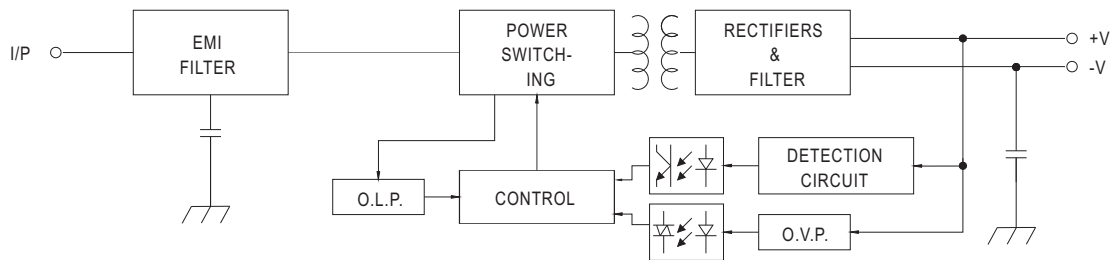 I/P
EMI
FILTER
POWER
SWITCH-
ING
RECTIFIERS
&
FILTER
+V
-V
O.L.P.
CONTROL
DETECTION
CIRCUIT
O.V.P.